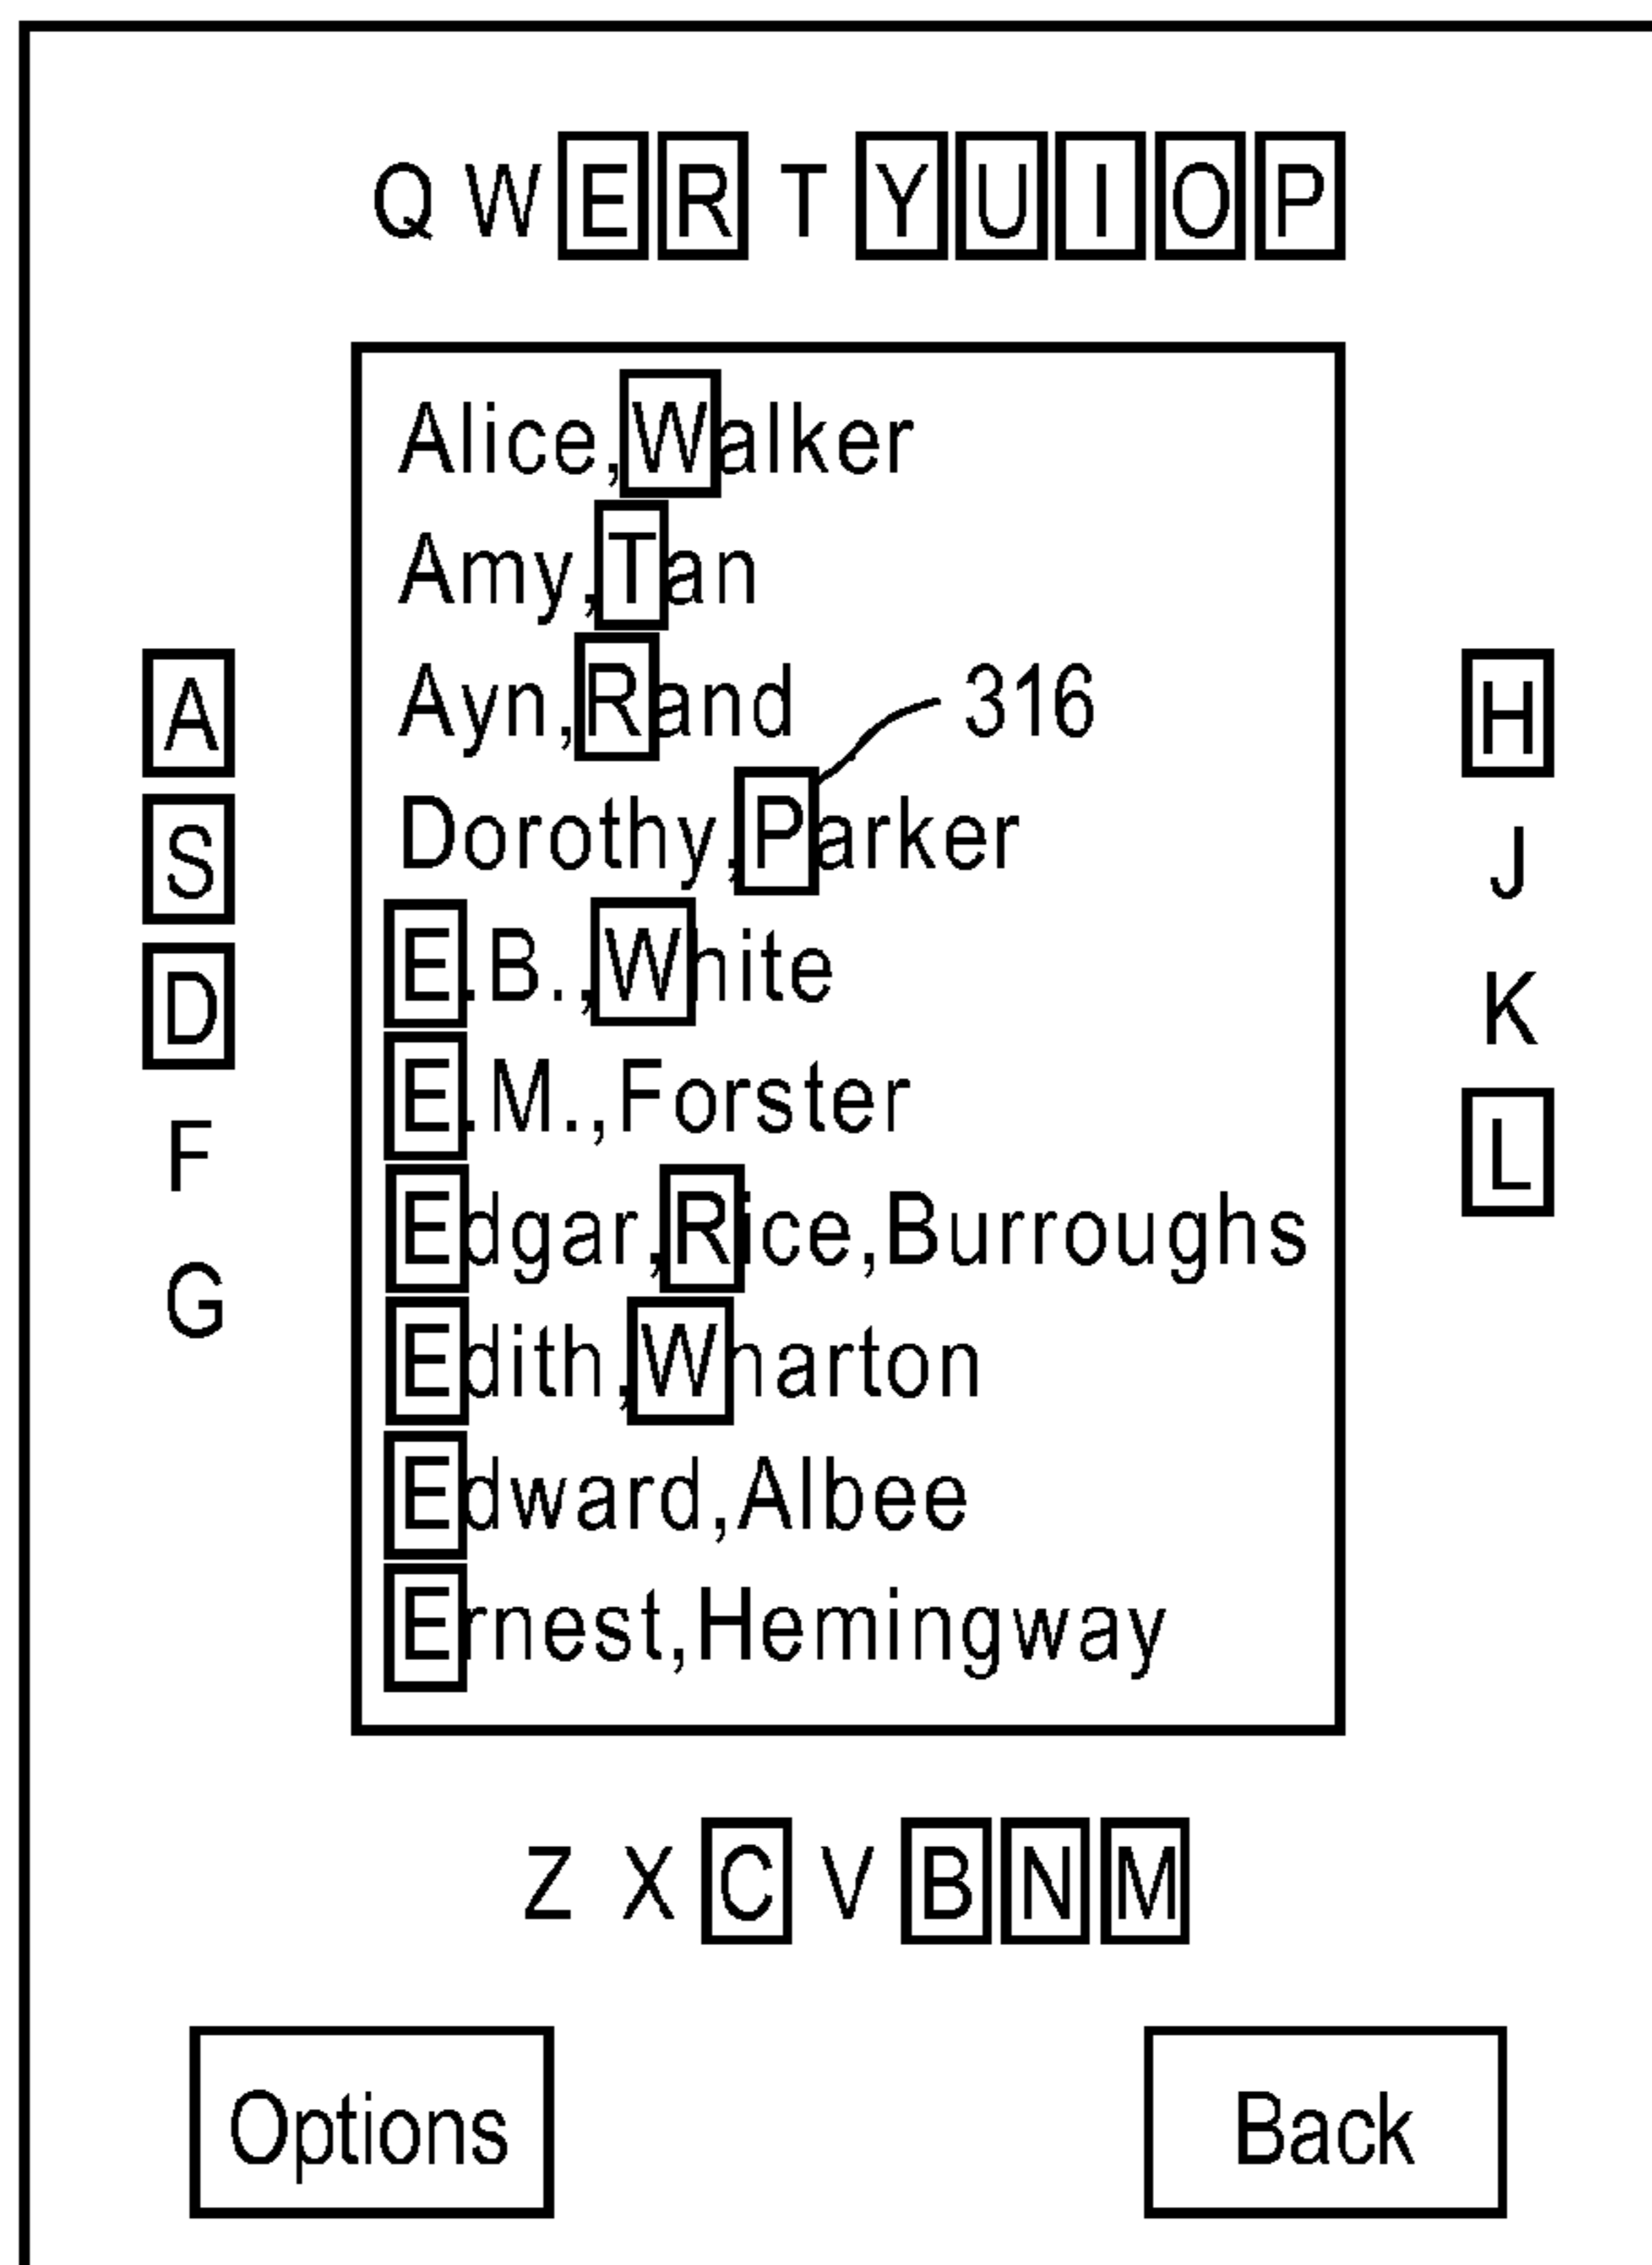 Q W E R T Y U I O P
Alice, Walker
Amy, Tan
Ayn, Rand
316
Dorothy, Parker
E.B., White
E.M., Forster
Edgar, Rice, Burroughs
Edith, Wharton
Edward, Albee
Ernest, Hemingway
A
S
D
F
G
H
J
K
L
Z X C V B N M
Options
Back